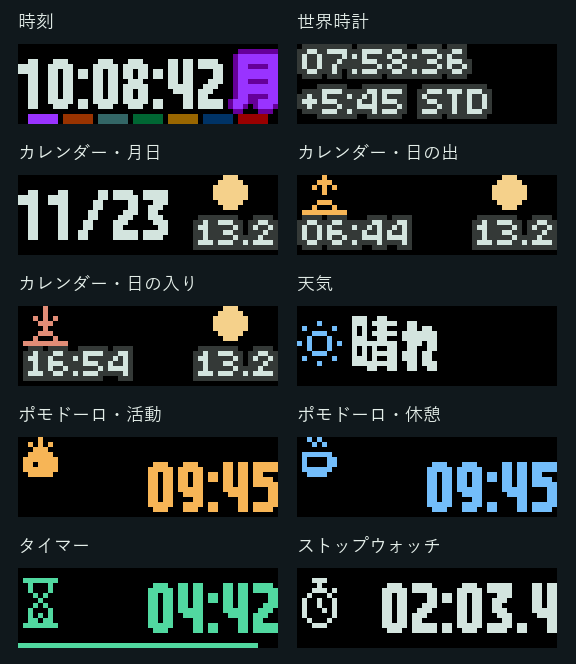 時刻
世界時計
10:08:42月
07:58:36
+5:45 STD
カレンダー・月日
カレンダー・日の出
11/23
13.2
06:44
13.2
カレンダー・日の入り
天気
16:54
13.2
晴れ
ポモドーロ・活動
ポモドーロ・休憩
09:45
09:45
タイマー
ストップウォッチ
04:42
02:03.4